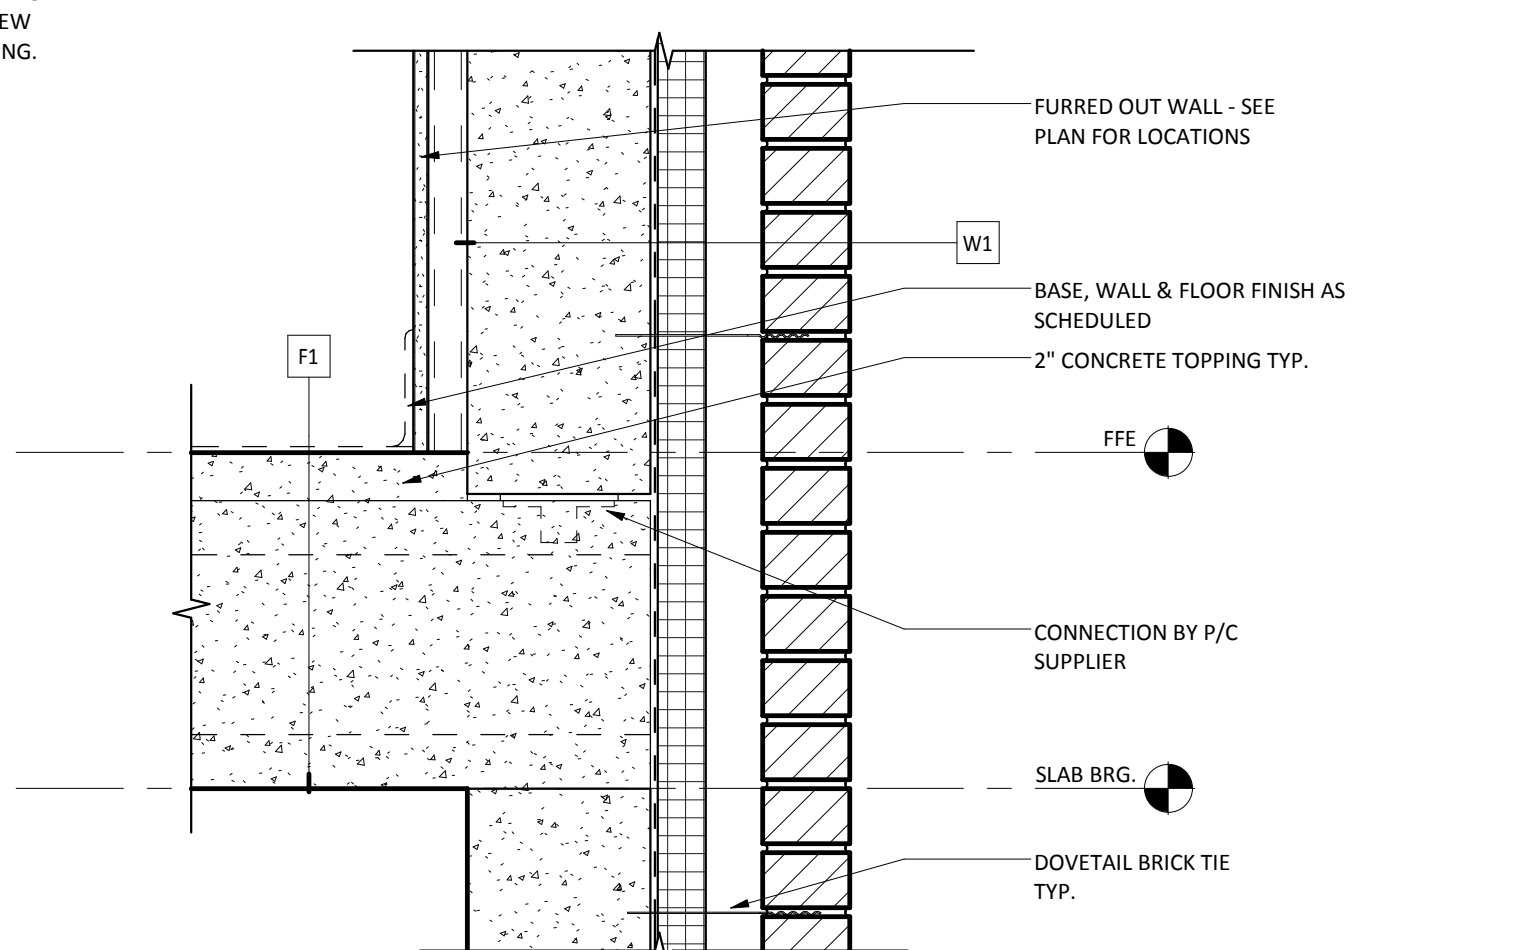 EW
NG.
FURRED OUT WALL - SEE
PLAN FOR LOCATIONS
W1
BASE, WALL & FLOOR FINISH AS
SCHEDULED
F1
2" CONCRETE TOPPING TYP.
FFE
CONNECTION BY P/C
SUPPLIER
SLAB BRG.
DOVETAIL BRICK TIE
TYP.